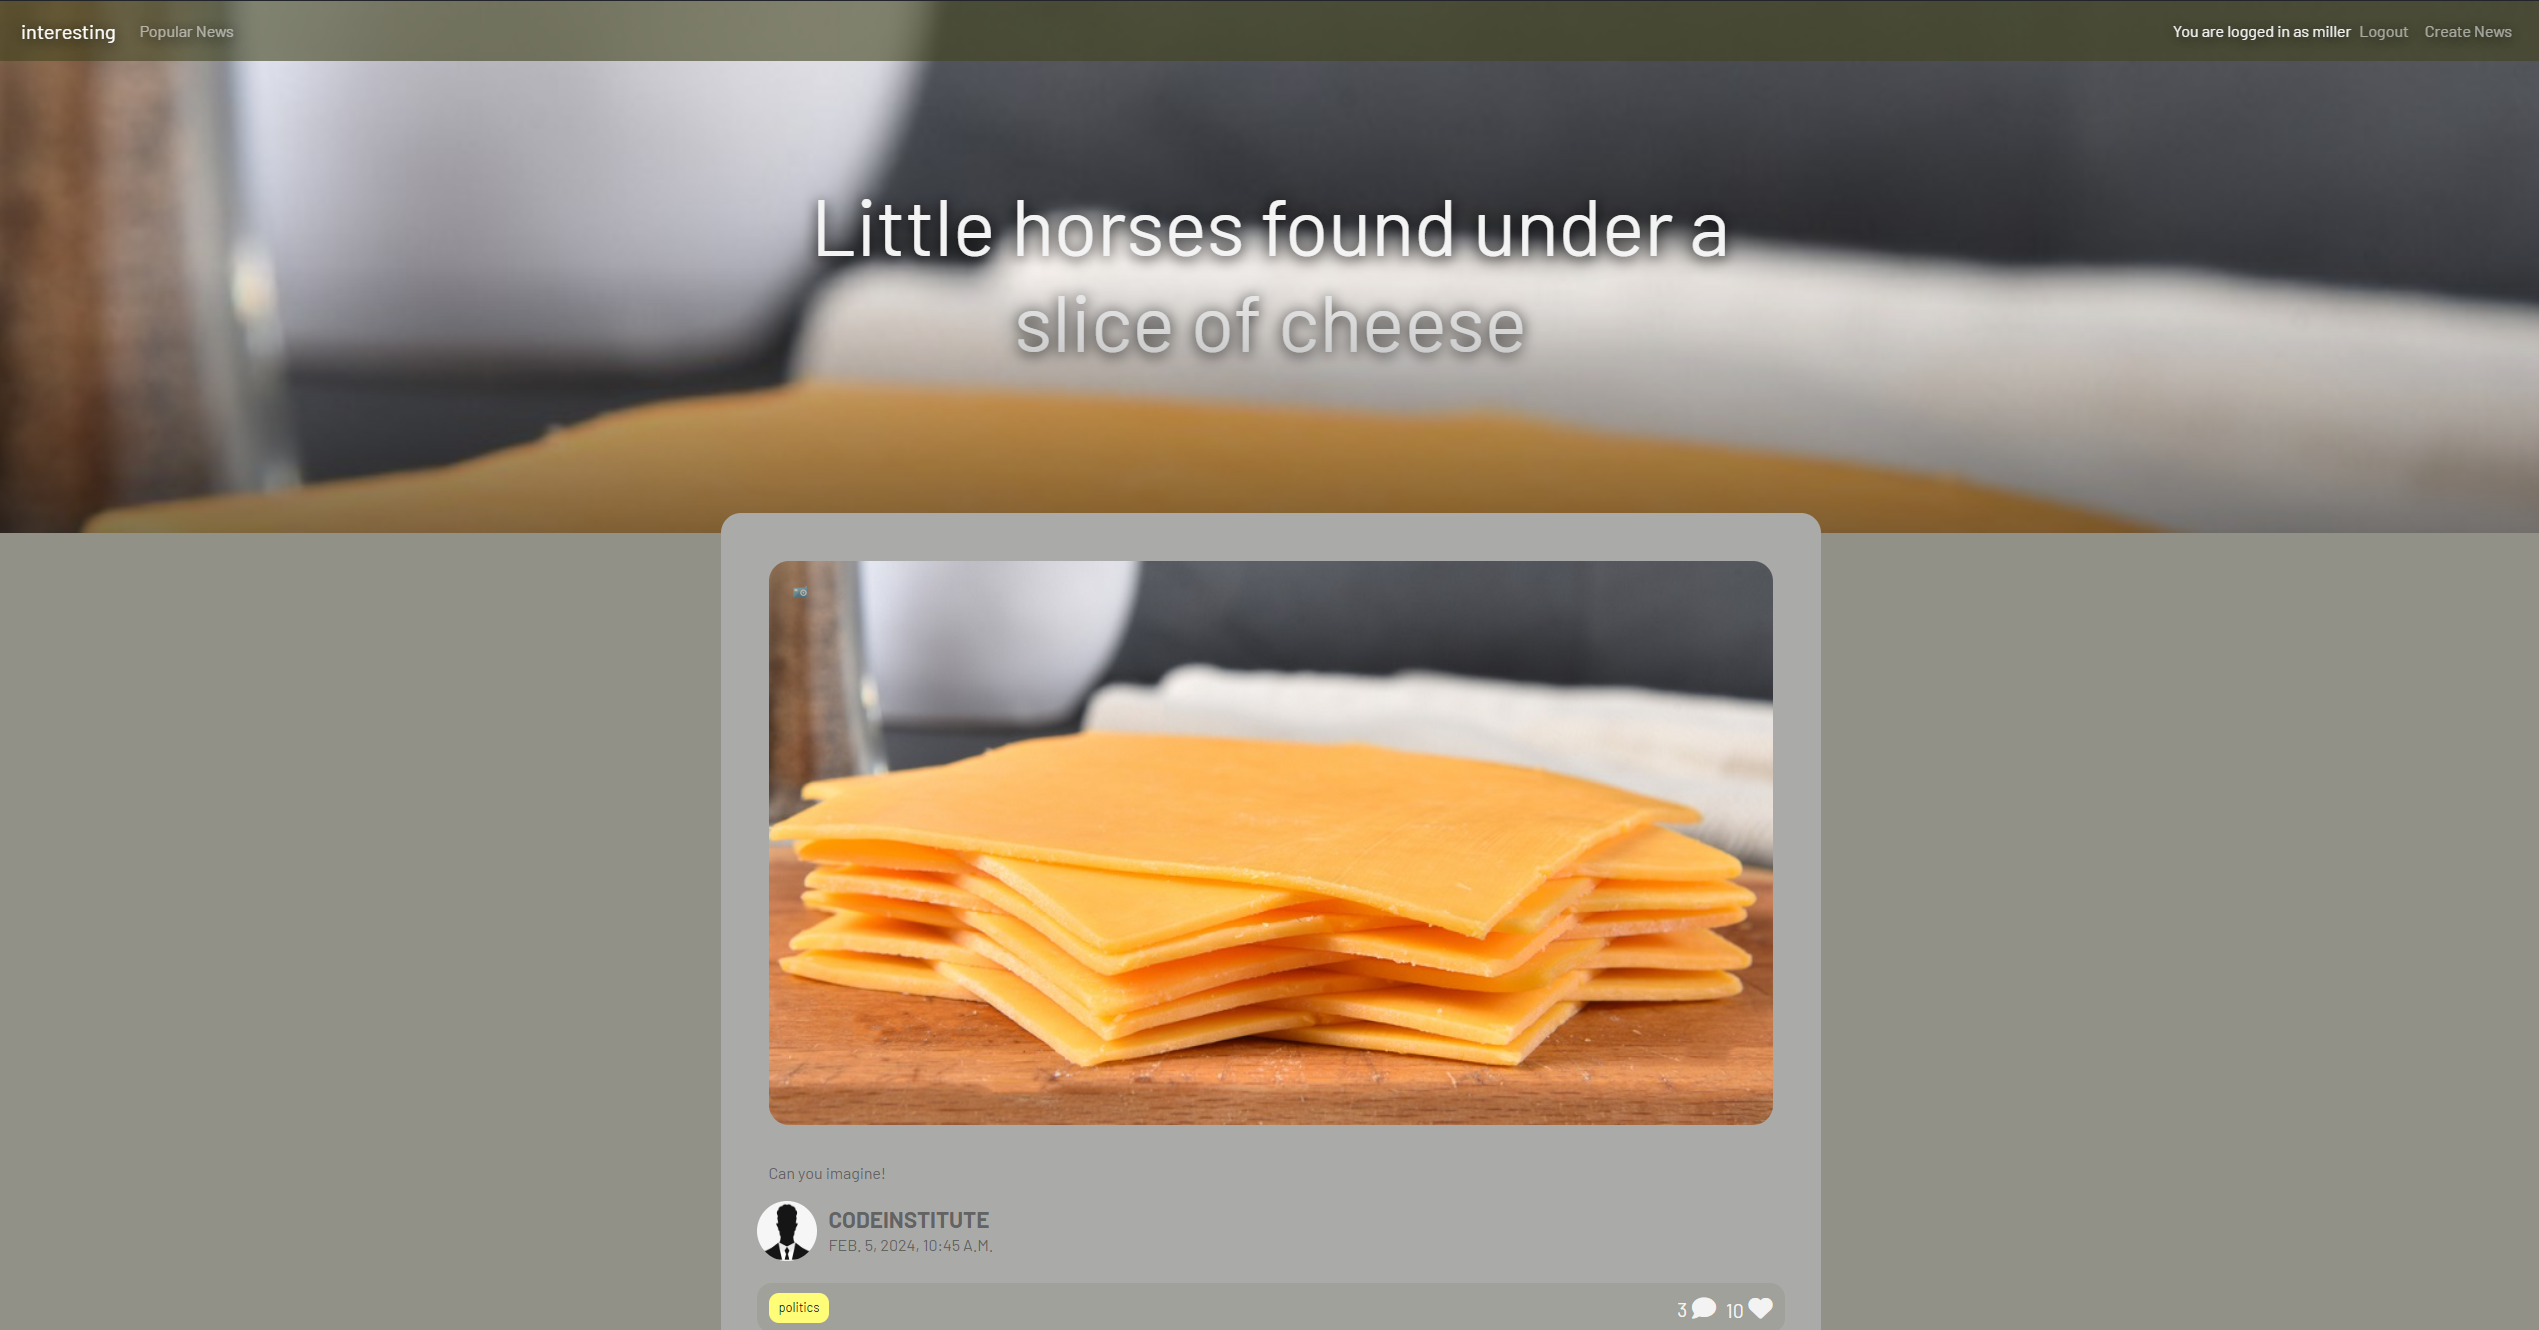 interesting Popular News You are logged in as miller Logout Create News
Little horses found under a
slice of cheese
Can you imagine!
CODEINSTITUTE
FEB. 5, 2024, 10:45 A.M.
politics 3 10